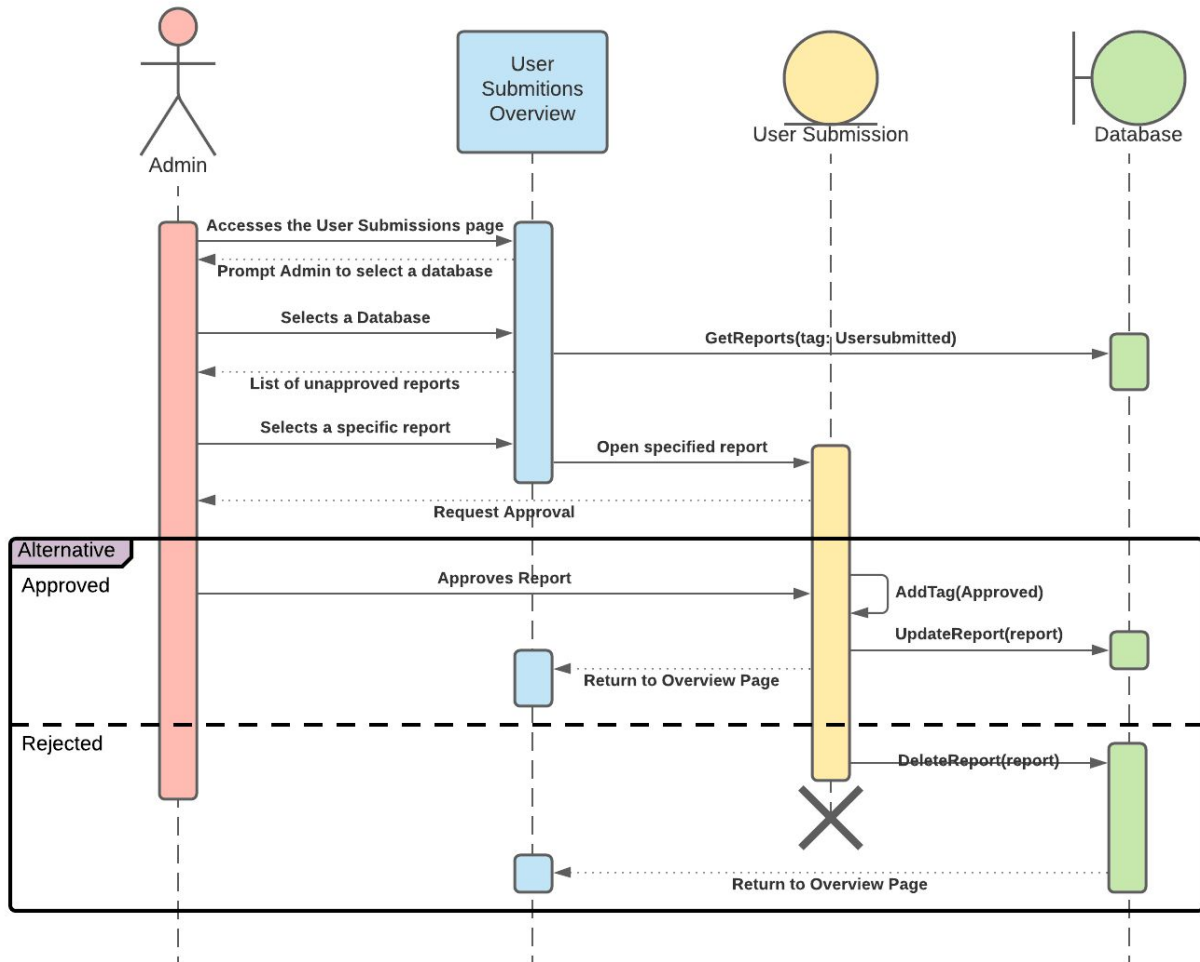 User
Submitions
Overview
User Submission
Database
Admin
Accesses the User Submissions page
Prompt Admin to select a database
Selects a Database
GetReports(tag: Usersubmitted)
List of unapproved reports
Selects a specific report
Open specified report
Request Approval
Alternative
Approved
Approves Report
AddTag(Approved)
UpdateReport(report)
Return to Overview Page
Rejected
DeleteReport(report)
Return to Overview Page